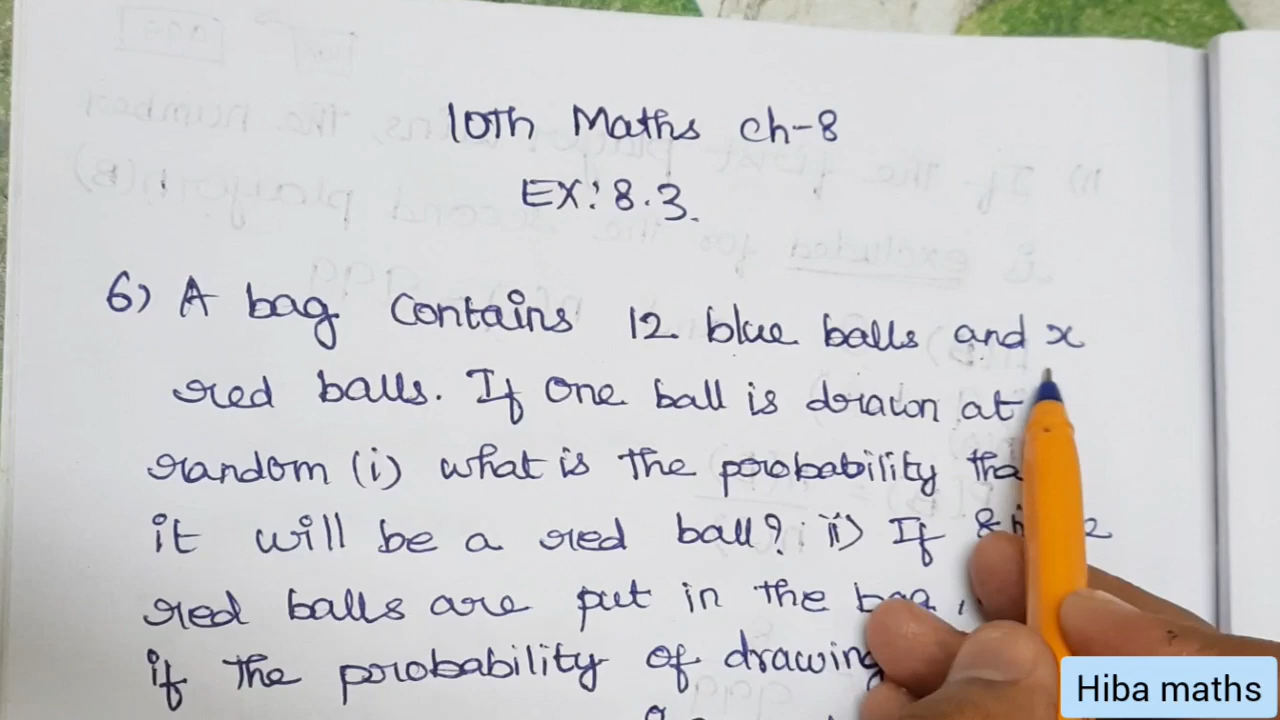 10Th Maths ch-8
EX: 8.3.
6) A bag contains 12 blue balls and x
red balls. If one ball is drawn at
random (i) what is the probability
it will be a red ball? ii) If 8
red balls are put in the bag,
if the probability of drawing
Hiba maths